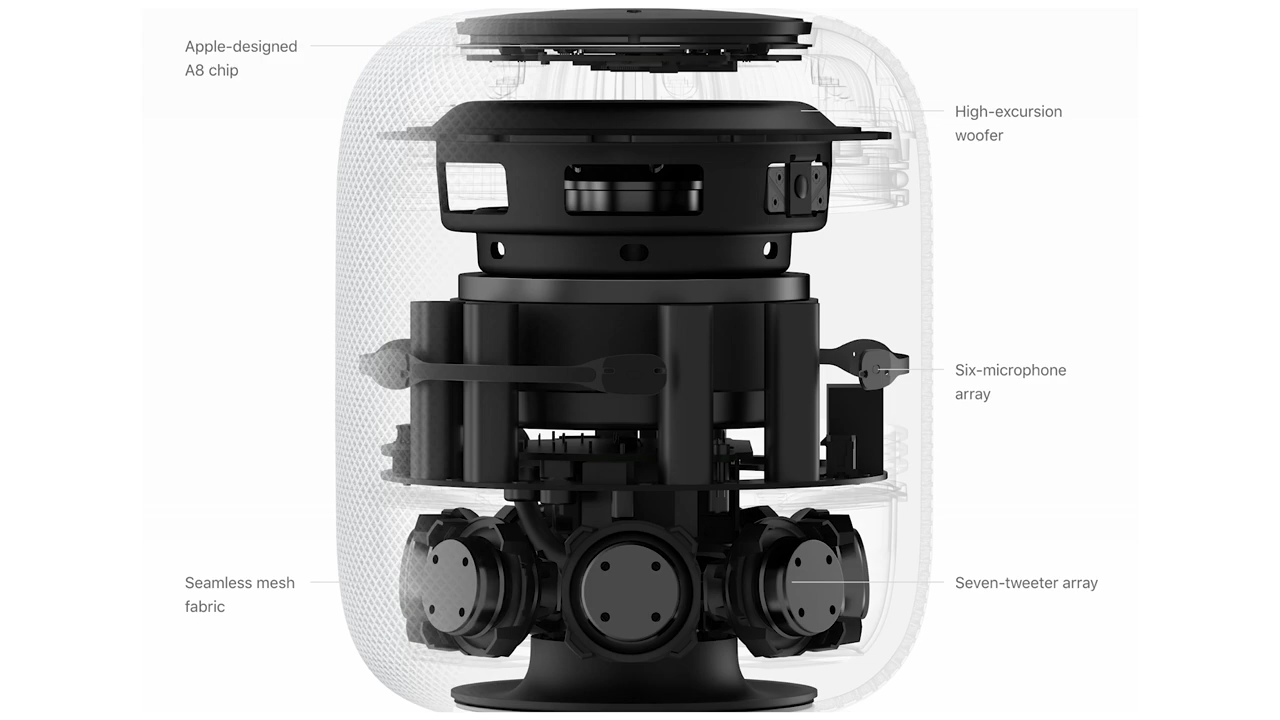 Apple-designed
A8 chip
High-excursion
woofer
Six-microphone
array
Seamless mesh
fabric
Seven-tweeter array